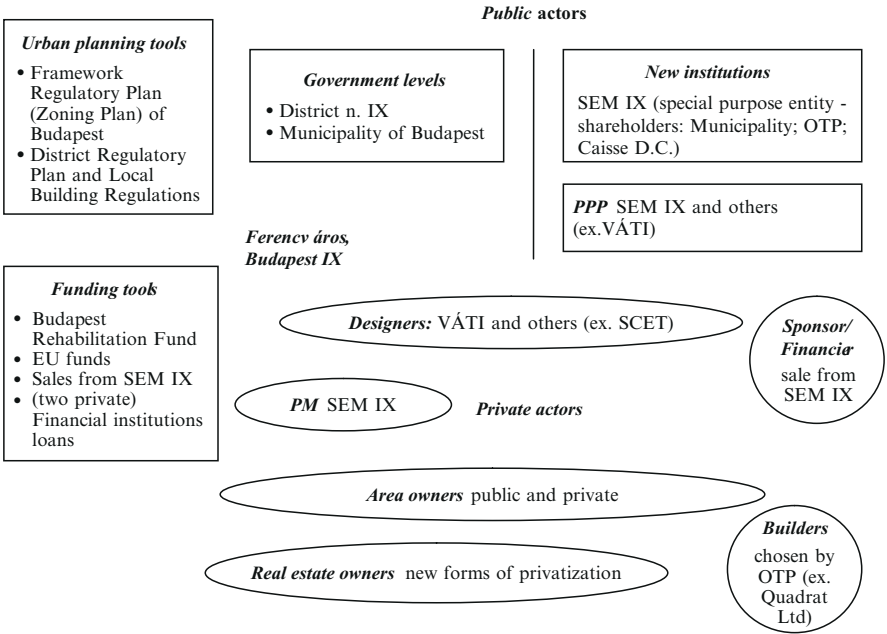 Public actors
Urban planning tools
• Framework
Regulatory Plan
(Zoning Plan) of
Budapest
• District Regulatory
Plan and Local
Building Regulations
Government levels
• District n. IX
• Municipality of Budapest
New institutions
SEM IX (special purpose entity -
shareholders: Municipality; OTP;
Caisse D.C.)
PPP SEM IX and others
(ex.VÁTI)
Ferencv áros,
Budapest IX
Funding tools
• Budapest
Rehabilitation Fund
• EU funds
• Sales from SEM IX
• (two private)
Financial institutions
loans
Designers: VÁTI and others (ex. SCET)
Sponsor/
Financier
sale from
SEM IX
PM SEM IX
Private actors
Area owners public and private
Builders
chosen by
OTP (ex.
Quadrat
Ltd)
Real estate owners new forms of privatization